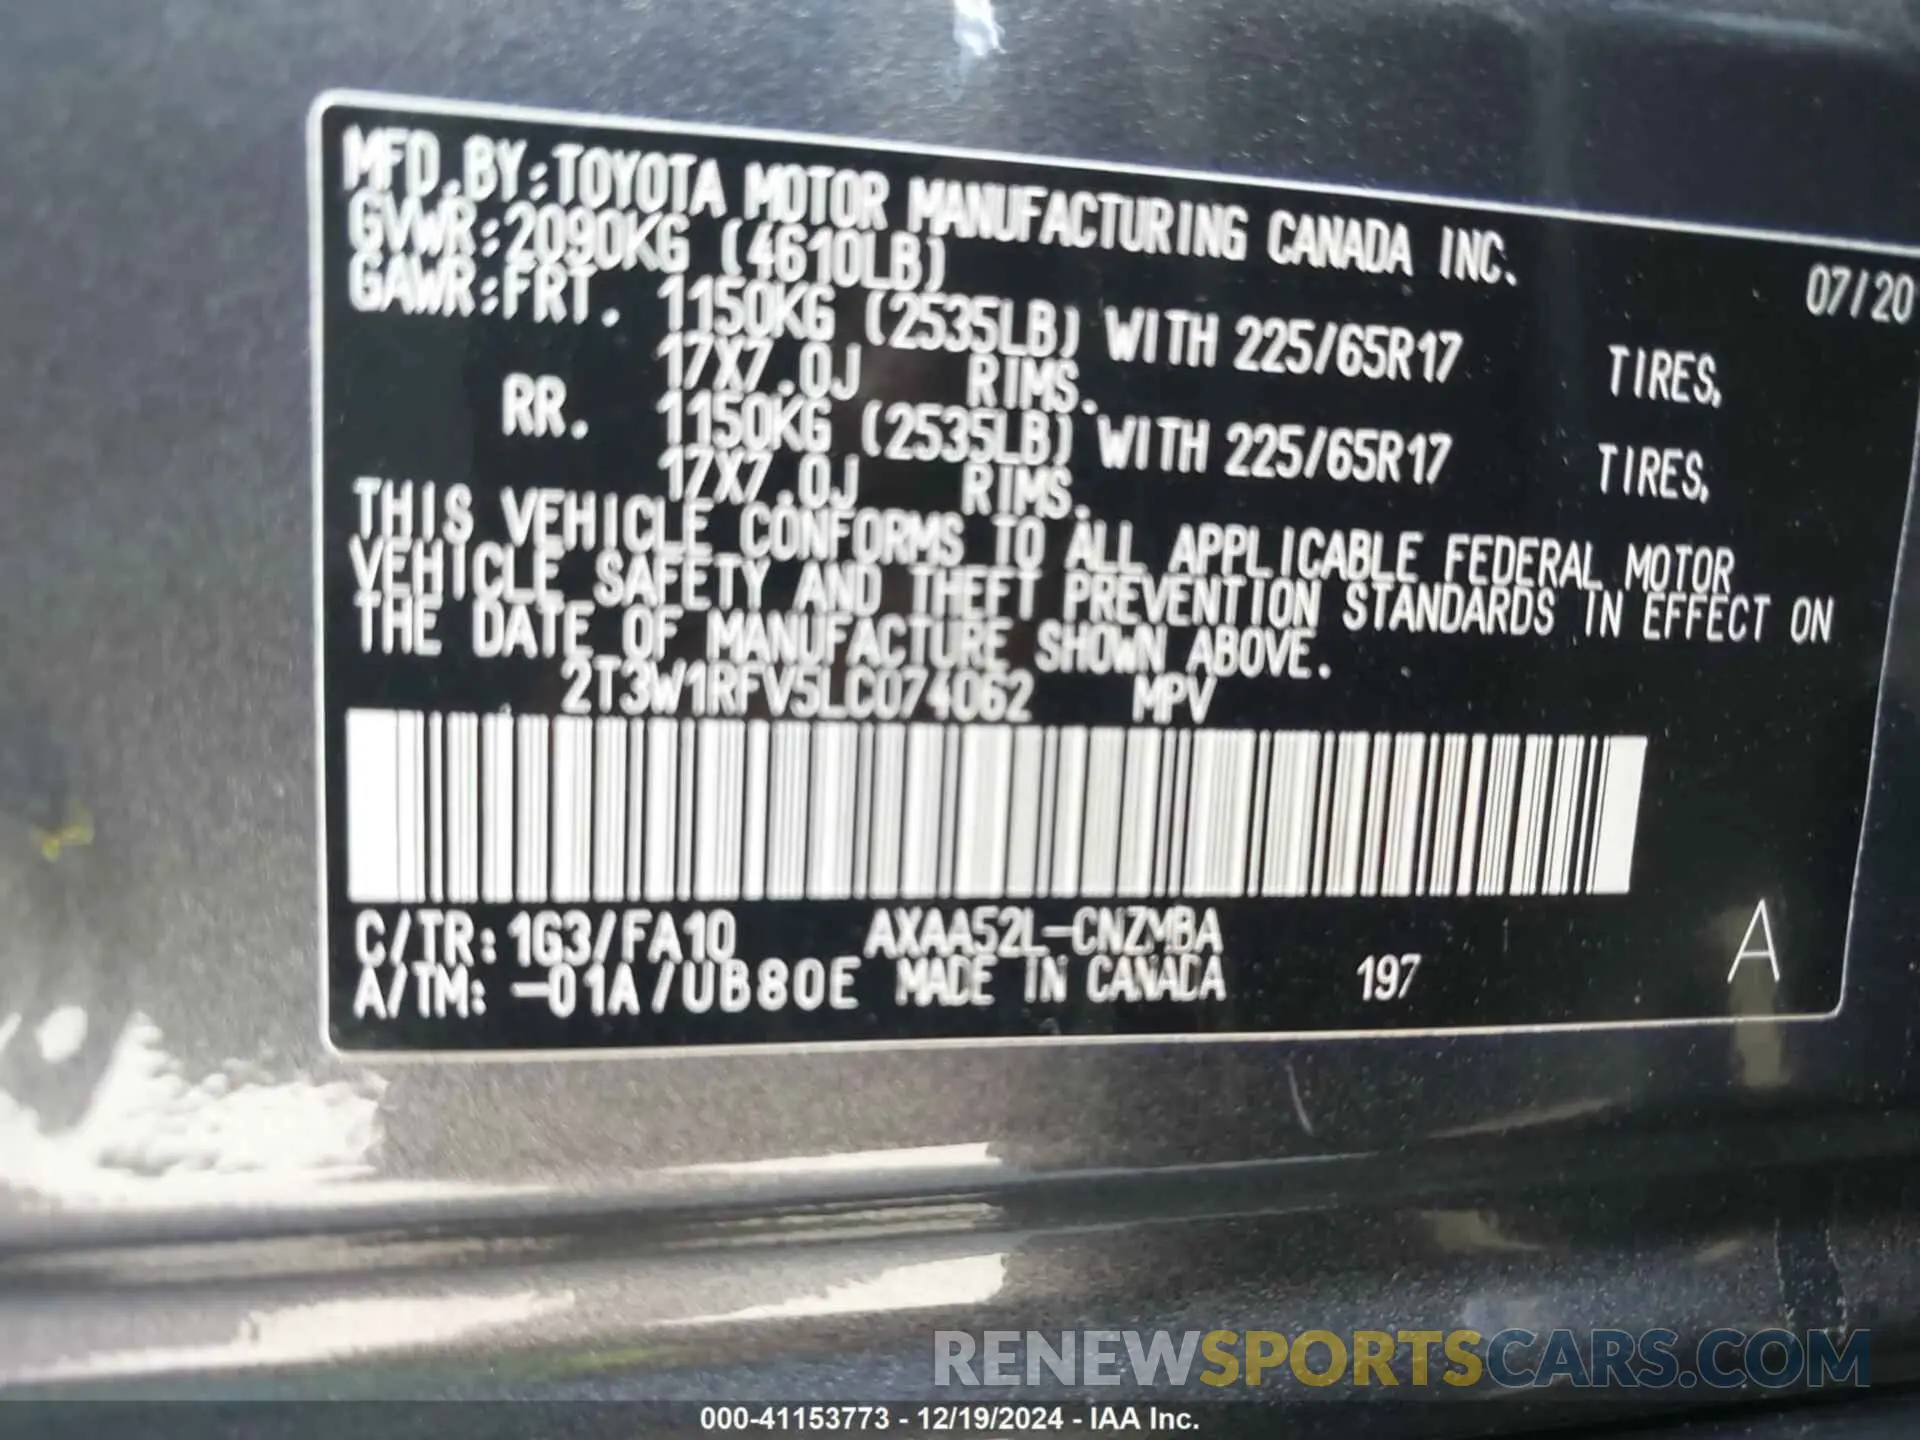 MFD.BY:TOYOTA MOTOR MANUFACTURING CANADA INC. 07/20
GVWR:2090KG (4610LB)
GAWR:FRT. 1150KG (2535LB) WITH 225/65R17 TIRES,
17X7.0J RIMS.
RR. 1150KG (2535LB) WITH 225/65R17 TIRES,
17X7.0J RIMS.
THIS VEHICLE CONFORMS TO ALL APPLICABLE FEDERAL MOTOR
VEHICLE SAFETY AND THEFT PREVENTION STANDARDS IN EFFECT ON
THE DATE OF MANUFACTURE SHOWN ABOVE.
2T3W1RFV5LC074062 MPV
C/TR:1G3/FA10 AXAA52L-CNZMBA
A/TM:-01A/UB80E MADE IN CANADA 197 A
RENEWSPORTSCARS.COM
000-41153773 - 12/19/2024 - IAA Inc.